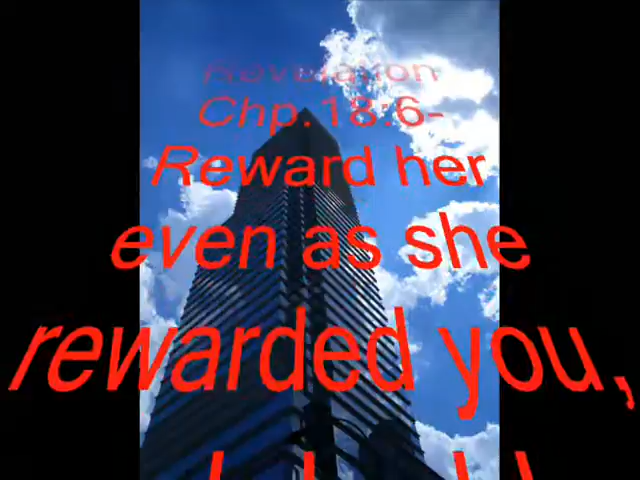 Revelation
Chp.18:6-
Reward her
even as she
rewarded you,